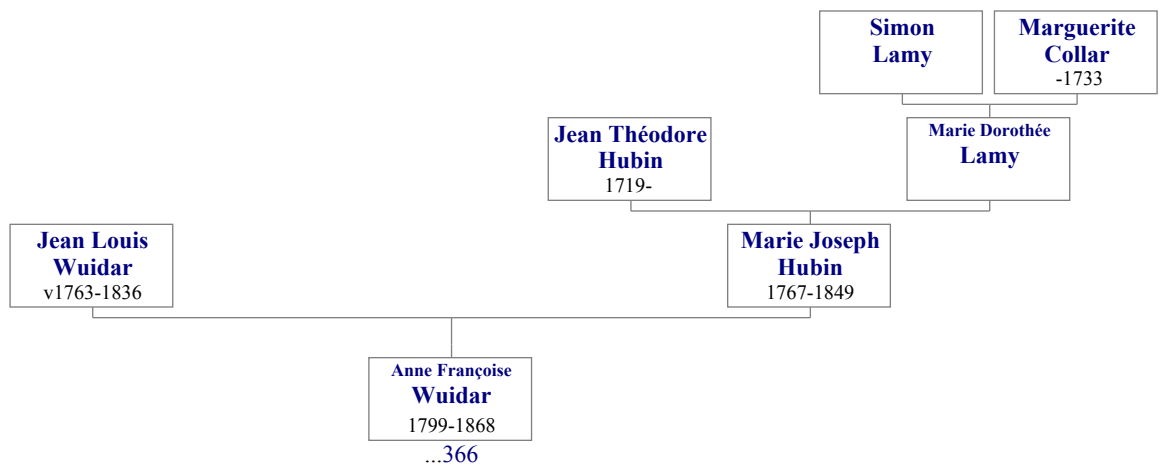 Simon
Lamy
Marguerite
Collar
-1733
Jean Théodore
Hubin
1719-
Marie Dorothée
Lamy
Jean Louis
Wuidar
v1763-1836
Marie Joseph
Hubin
1767-1849
Anne Françoise
Wuidar
1799-1868
...366